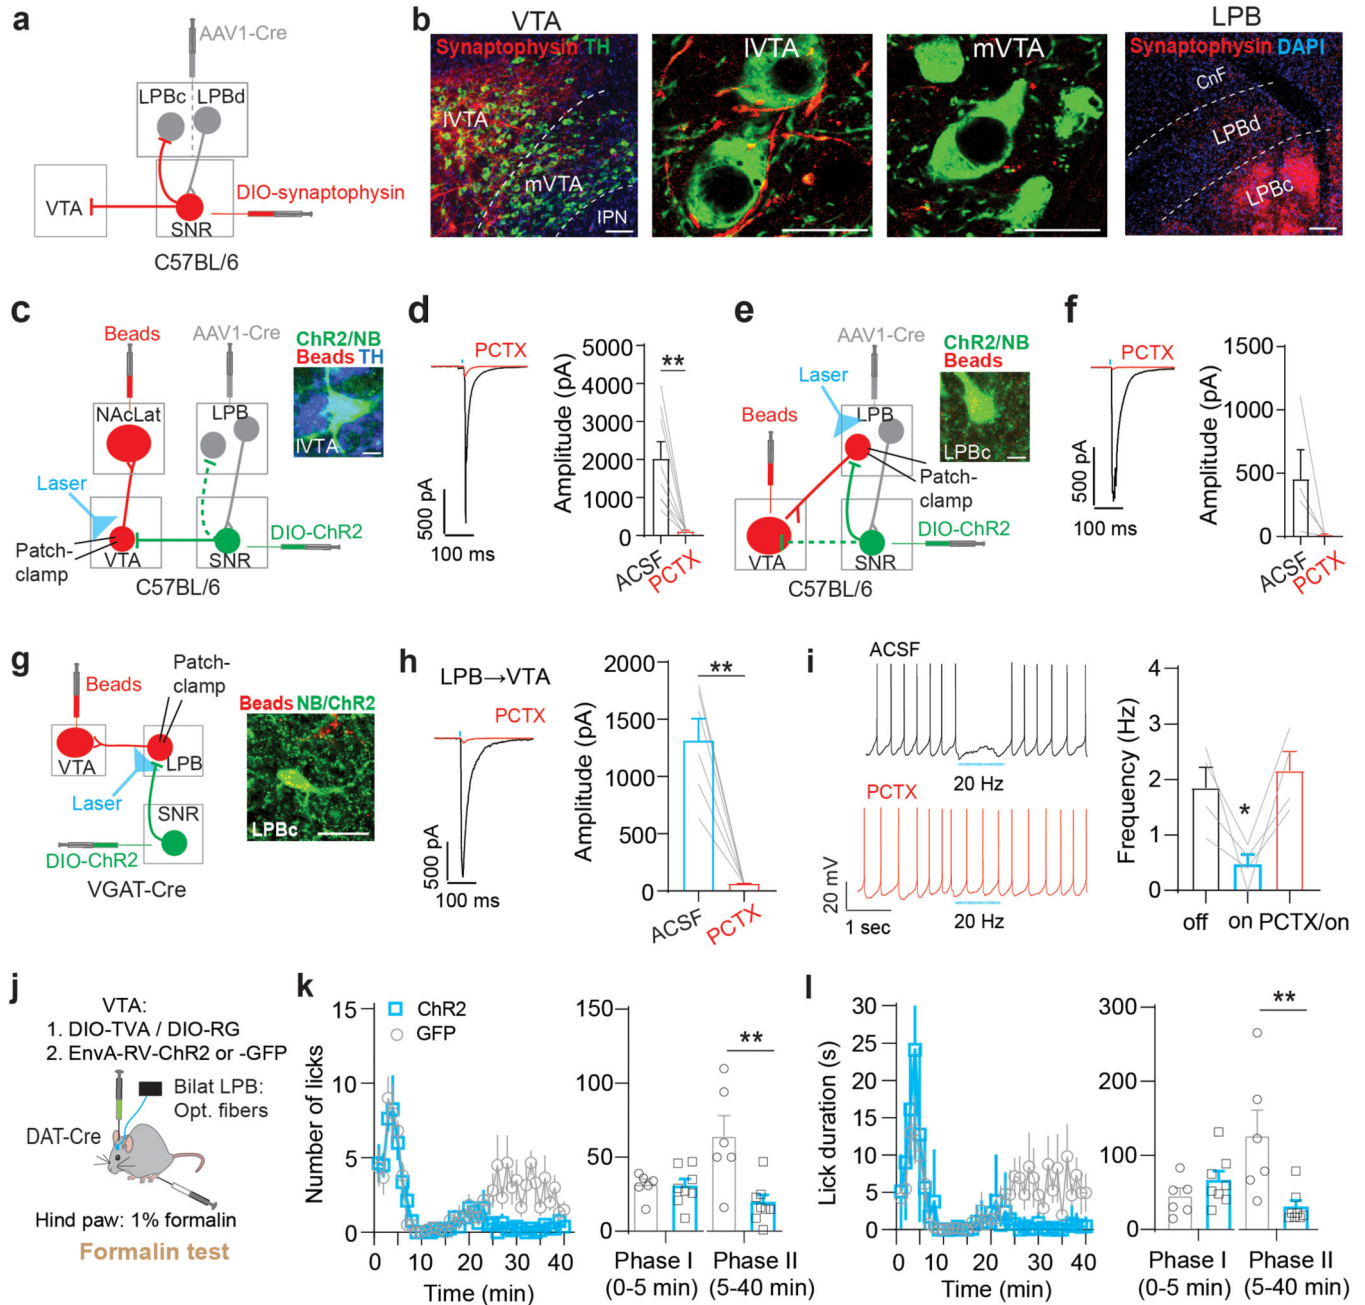 a
AAV1-Cre
LPBc LPBd
DIO-synaptophysin
VTA
SNR
C57BL/6
b
VTA
LPB
Synaptophysin TH
lVTA
mVTA
IPN
lVTA
mVTA
Synaptophysin DAPI
CnF
LPBd
LPBc
c
Beads
AAV1-Cre
ChR2/NB
Beads TH
lVTA
NAcLat
LPB
Laser
Patch-
clamp
VTA
SNR
DIO-ChR2
C57BL/6
d
PCTX
500 pA
100 ms
Amplitude (pA)
5000
4000
3000
2000
1000
0
**
ACSF
PCTX
e
AAV1-Cre
ChR2/NB
Beads
LPBc
Laser
LPB
Beads
Patch-
clamp
DIO-ChR2
VTA
SNR
C57BL/6
f
PCTX
500 pA
100 ms
Amplitude (pA)
1500
1000
500
0
ACSF
PCTX
g
Patch-
clamp
Beads
VTA
LPB
Laser
SNR
DIO-ChR2
VGAT-Cre
Beads NB/ChR2
LPBc
h
LPB→VTA
PCTX
500 pA
100 ms
Amplitude (pA)
2000
1500
1000
500
0
**
ACSF
PCTX
i
ACSF
20 Hz
PCTX
20 mV
1 sec
20 Hz
Frequency (Hz)
4
3
2
1
0
*
off on PCTX/on
j
VTA:
1. DIO-TVA / DIO-RG
2. EnvA-RV-ChR2 or -GFP
Bilat LPB:
Opt. fibers
DAT-Cre
Hind paw: 1% formalin
Formalin test
k
Number of licks
15
10
5
0
ChR2
GFP
0 10 20 30 40
Time (min)
150
100
50
0
**
Phase I Phase II
(0-5 min) (5-40 min)
l
Lick duration (s)
30
25
20
15
10
5
0
0 10 20 30 40
Time (min)
300
200
100
0
**
Phase I Phase II
(0-5 min) (5-40 min)